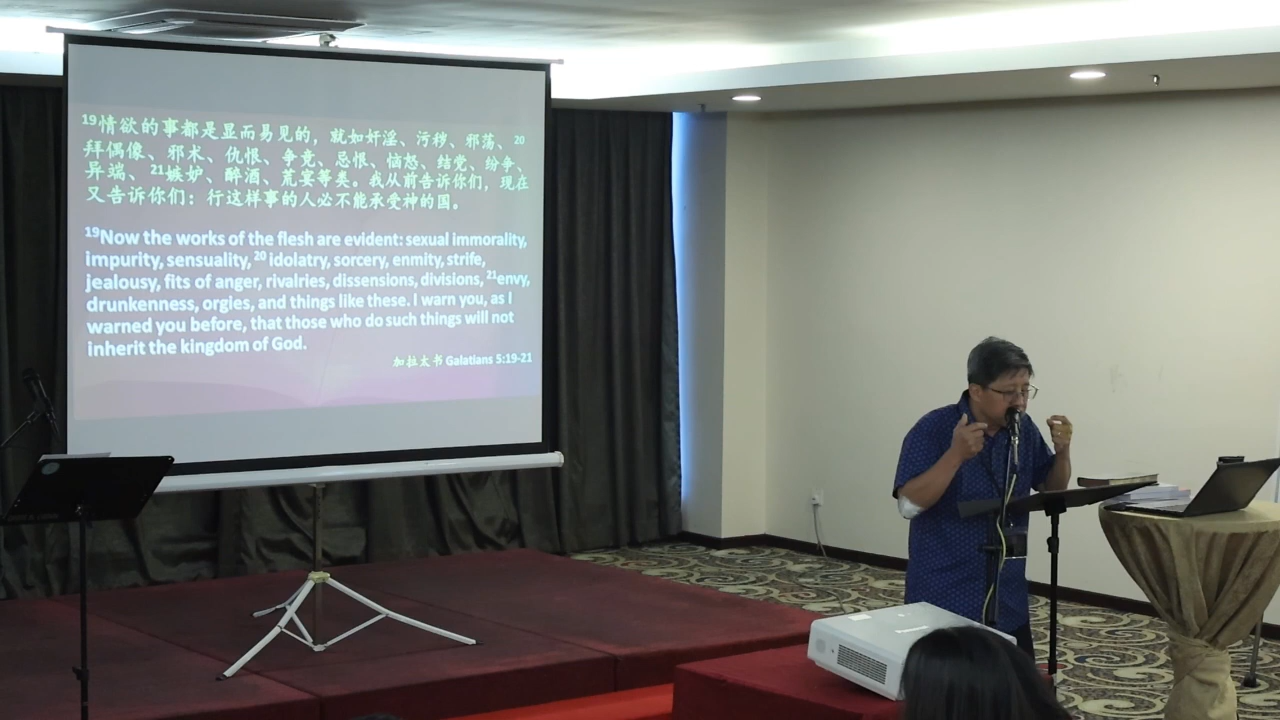 19情欲的事都是显而易见的，就如奸淫、污秽、邪荡、20
拜偶像、邪术、仇恨、争竞、忌恨、恼怒、结党、纷争、
异端、21嫉妒、醉酒、荒宴等类。我从前告诉你们，现在
又告诉你们：行这样事的人必不能承受神的国。
19Now the works of the flesh are evident: sexual immorality,
impurity, sensuality, 20 idolatry, sorcery, enmity, strife,
jealousy, fits of anger, rivalries, dissensions, divisions, 21envy,
drunkenness, orgies, and things like these. I warn you, as I
warned you before, that those who do such things will not
inherit the kingdom of God.
加拉太书 Galatians 5:19-21